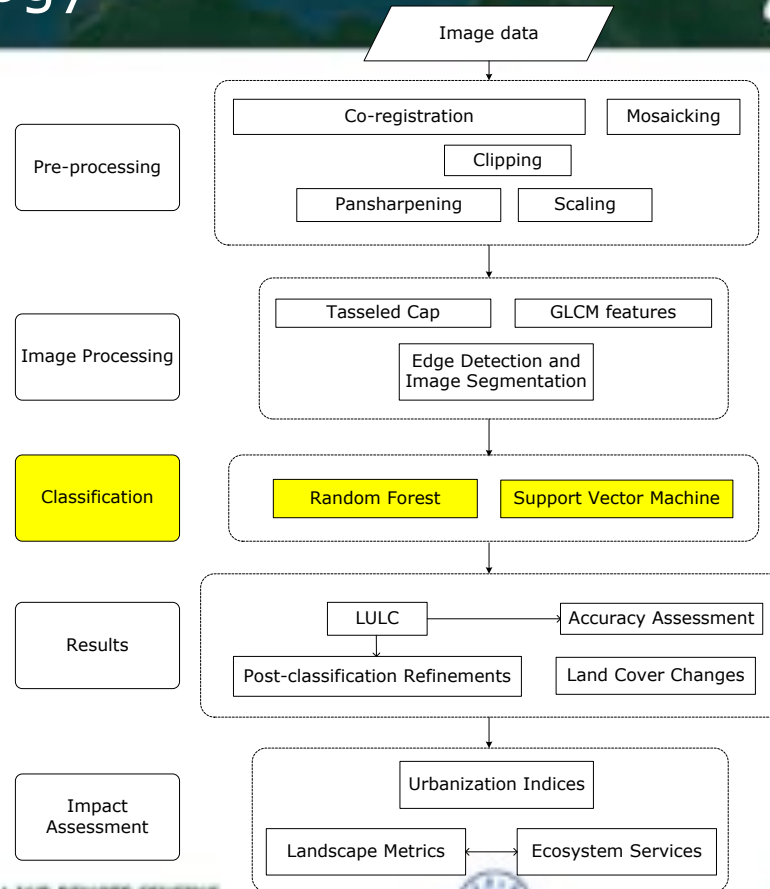 Image data
Pre-processing
Co-registration
Mosaicking
Clipping
Pansharpening
Scaling
Image Processing
Tasseled Cap
GLCM features
Edge Detection and
Image Segmentation
Classification
Random Forest
Support Vector Machine
Results
LULC
Accuracy Assessment
Post-classification Refinements
Land Cover Changes
Impact
Assessment
Urbanization Indices
Landscape Metrics
Ecosystem Services